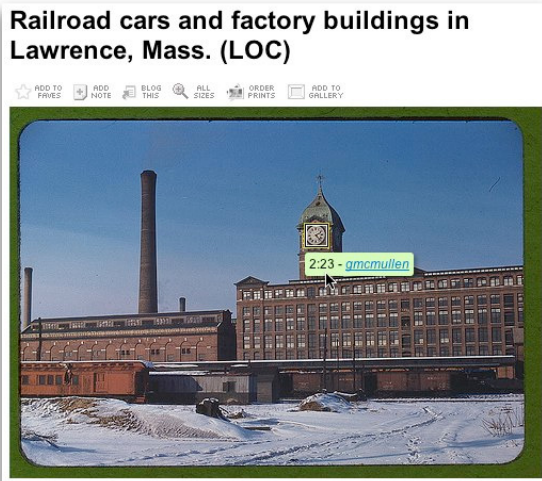 Railroad cars and factory buildings in
Lawrence, Mass. (LOC)
ADD TO FAVES
ADD NOTE
BLOG THIS
ALL SIZES
ORDER PRINTS
ADD TO GALLERY
2:23 - gmcmullen